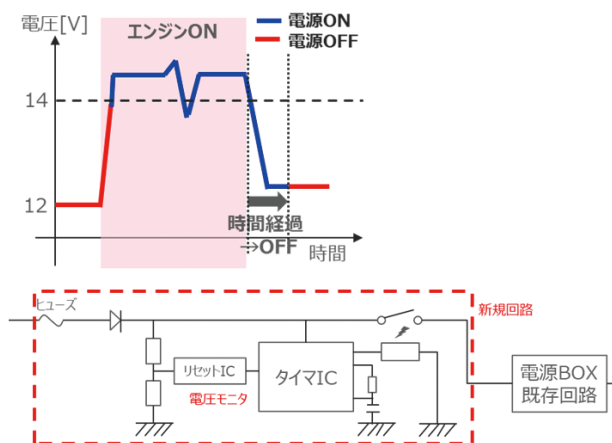 電圧[V]
エンジンON
電源ON
電源OFF
14
12
時間経過
→OFF
時間
ヒューズ
新規回路
リセットIC
電圧モニタ
タイマIC
電源BOX
既存回路